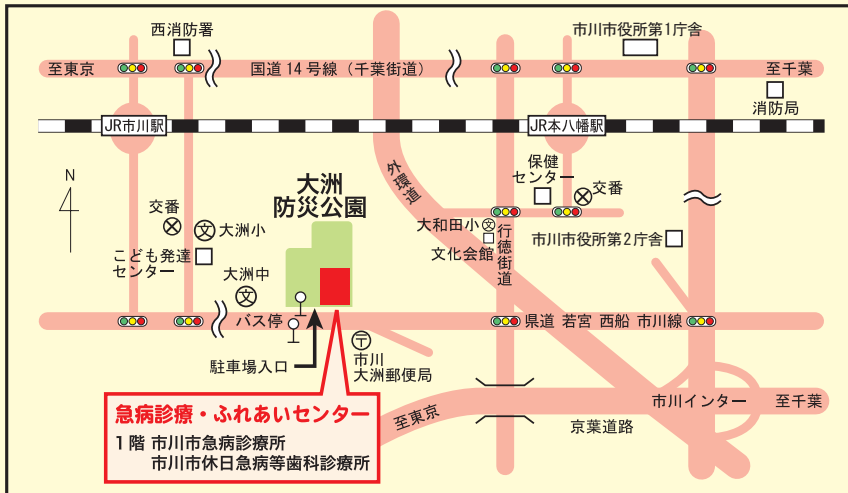 西消防署
市川市役所第1庁舎
至東京
国道14号線（千葉街道）
至千葉
消防局
JR市川駅
JR本八幡駅
外環道
保健
センター
交番
N
大洲
防災公園
交番
文
大洲小
大和田小
文
文化会館
行徳街道
市川市役所第2庁舎
こども発達
センター
大洲中
文
バス停
県道 若宮 西船 市川線
駐車場入口
〒
市川
大洲郵便局
急病診療・ふれあいセンター
1階 市川市急病診療所
市川市休日急病等歯科診療所
至東京
京葉道路
市川インター
至千葉